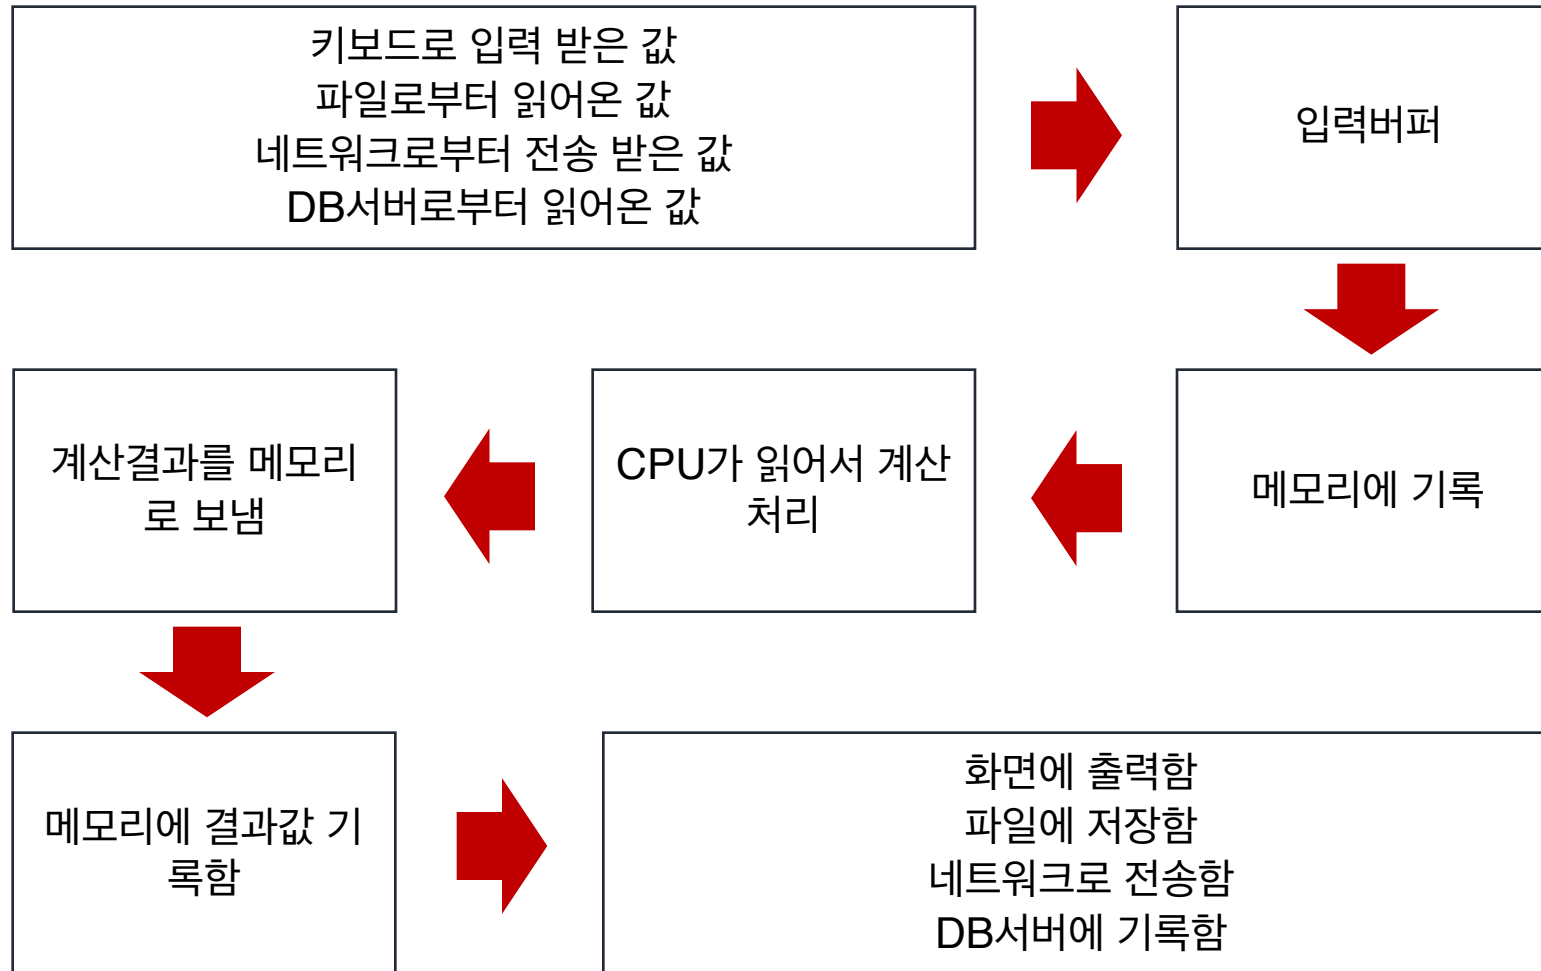 키보드로 입력 받은 값
파일로부터 읽어온 값
네트워크로부터 전송 받은 값
DB서버로부터 읽어온 값
입력버퍼
메모리에 기록
CPU가 읽어서 계산
처리
계산결과를 메모리
로 보냄
메모리에 결과값 기
록함
화면에 출력함
파일에 저장함
네트워크로 전송함
DB서버에 기록함